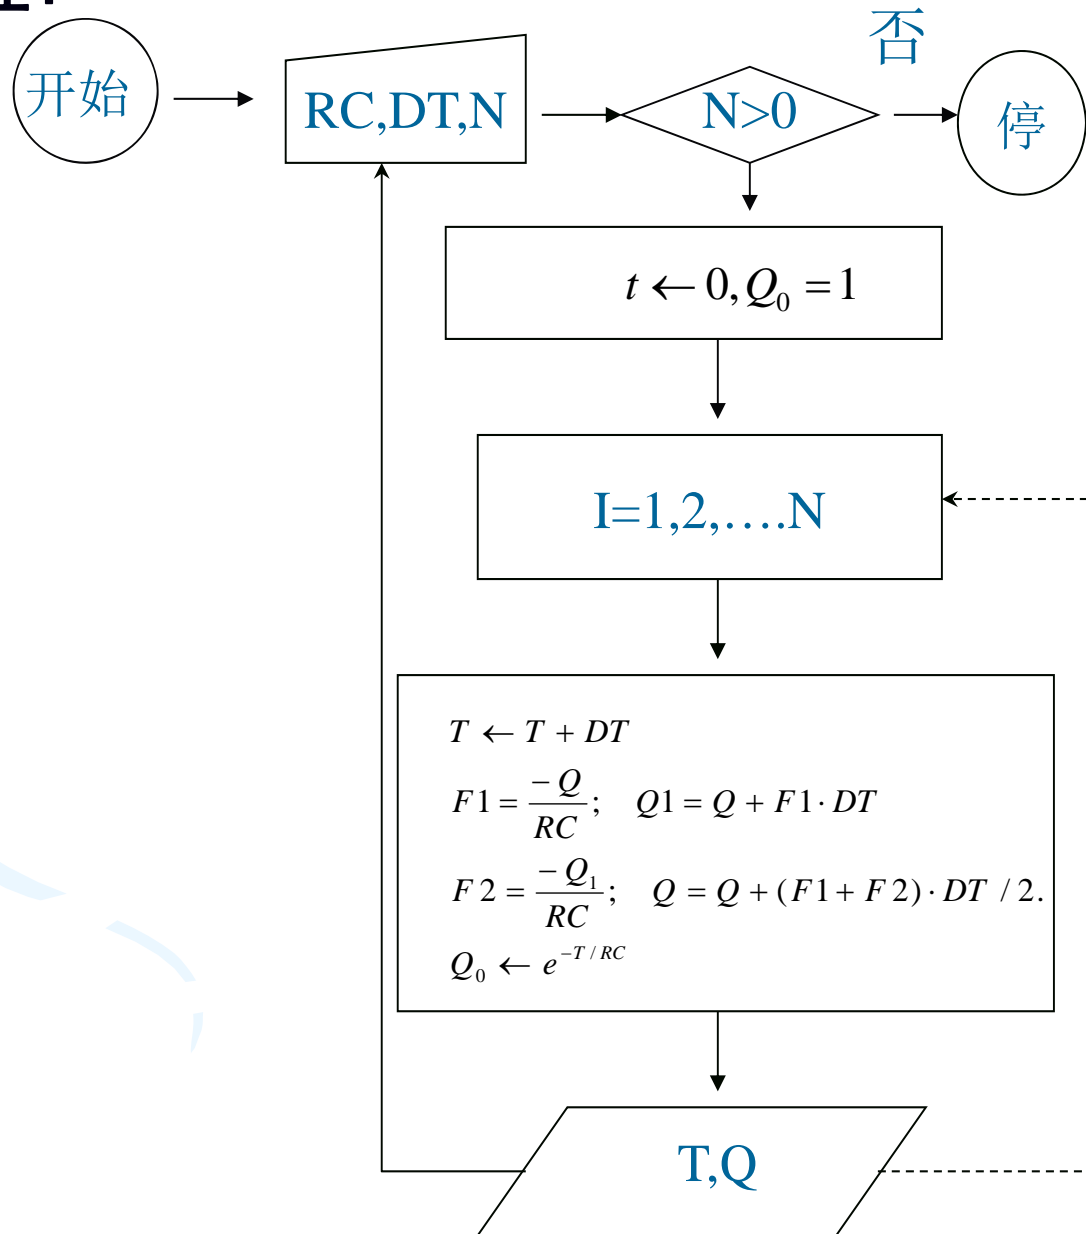 否
开始
RC,DT,N
N>0
停
t ← 0, Q₀ = 1
I=1,2,….N
T ← T + DT
F1 = −Q/RC; Q1 = Q + F1·DT
F2 = −Q₁/RC; Q = Q + (F1 + F2)·DT / 2.
Q₀ ← e^{−T/RC}
T,Q